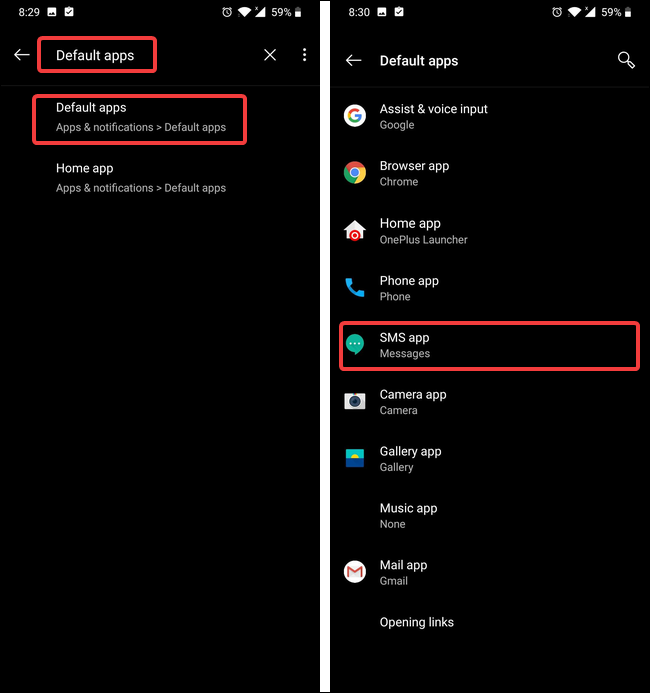 8:29
59%
Default apps
Default apps
Apps & notifications > Default apps
Home app
Apps & notifications > Default apps
8:30
59%
Default apps
Assist & voice input
Google
Browser app
Chrome
Home app
OnePlus Launcher
Phone app
Phone
SMS app
Messages
Camera app
Camera
Gallery app
Gallery
Music app
None
Mail app
Gmail
Opening links